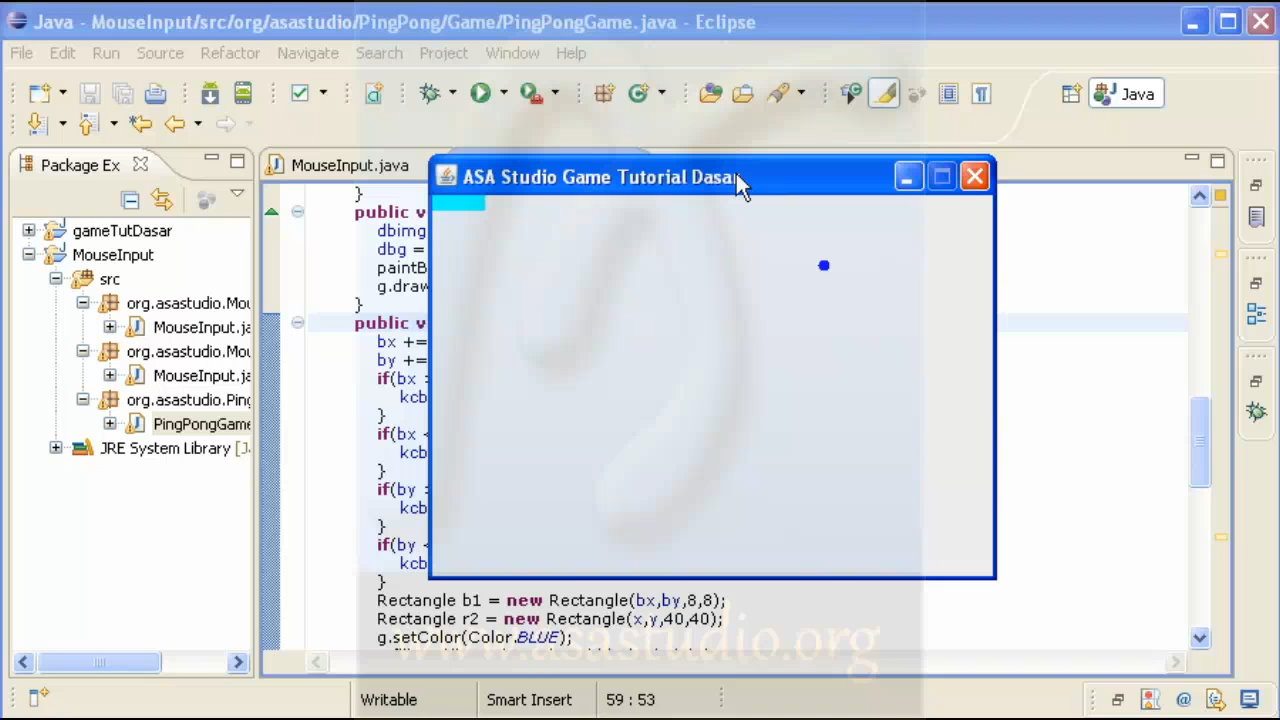 Java - MouseInput/src/org/asastudio/PingPong/Game/PingPongGame.java - Eclipse
File Edit Run Source Refactor Navigate Search Project Window Help
Java
Package Ex
MouseInput.java
ASA Studio Game Tutorial Dasar
gameTutDasar
MouseInput
src
org.asastudio.Mou
MouseInput.ja
org.asastudio.Mou
MouseInput.ja
org.asastudio.Ping
PingPongGame
JRE System Library [J
}
public v
dbimg
dbg =
paintB
g.draw
}
public v
bx +=
by +=
if(bx
kcb
}
if(bx <
kcb
}
if(by
kcb
}
if(by <
kcb
}
Rectangle b1 = new Rectangle(bx,by,8,8);
Rectangle r2 = new Rectangle(x,y,40,40);
g.setColor(Color.BLUE);
www.asastudio.org
Writable Smart Insert 59 : 53